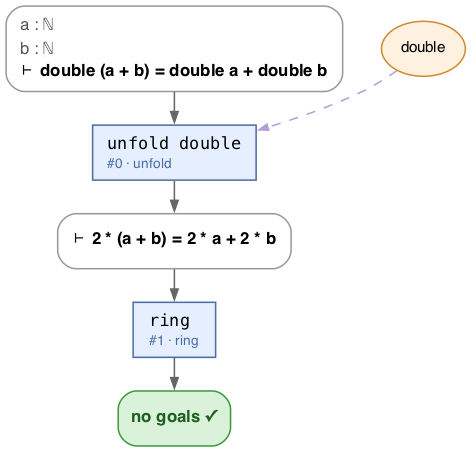 a : ℕ
b : ℕ
⊢ double (a + b) = double a + double b
double
unfold double
#0 · unfold
⊢ 2 * (a + b) = 2 * a + 2 * b
ring
#1 · ring
no goals ✓